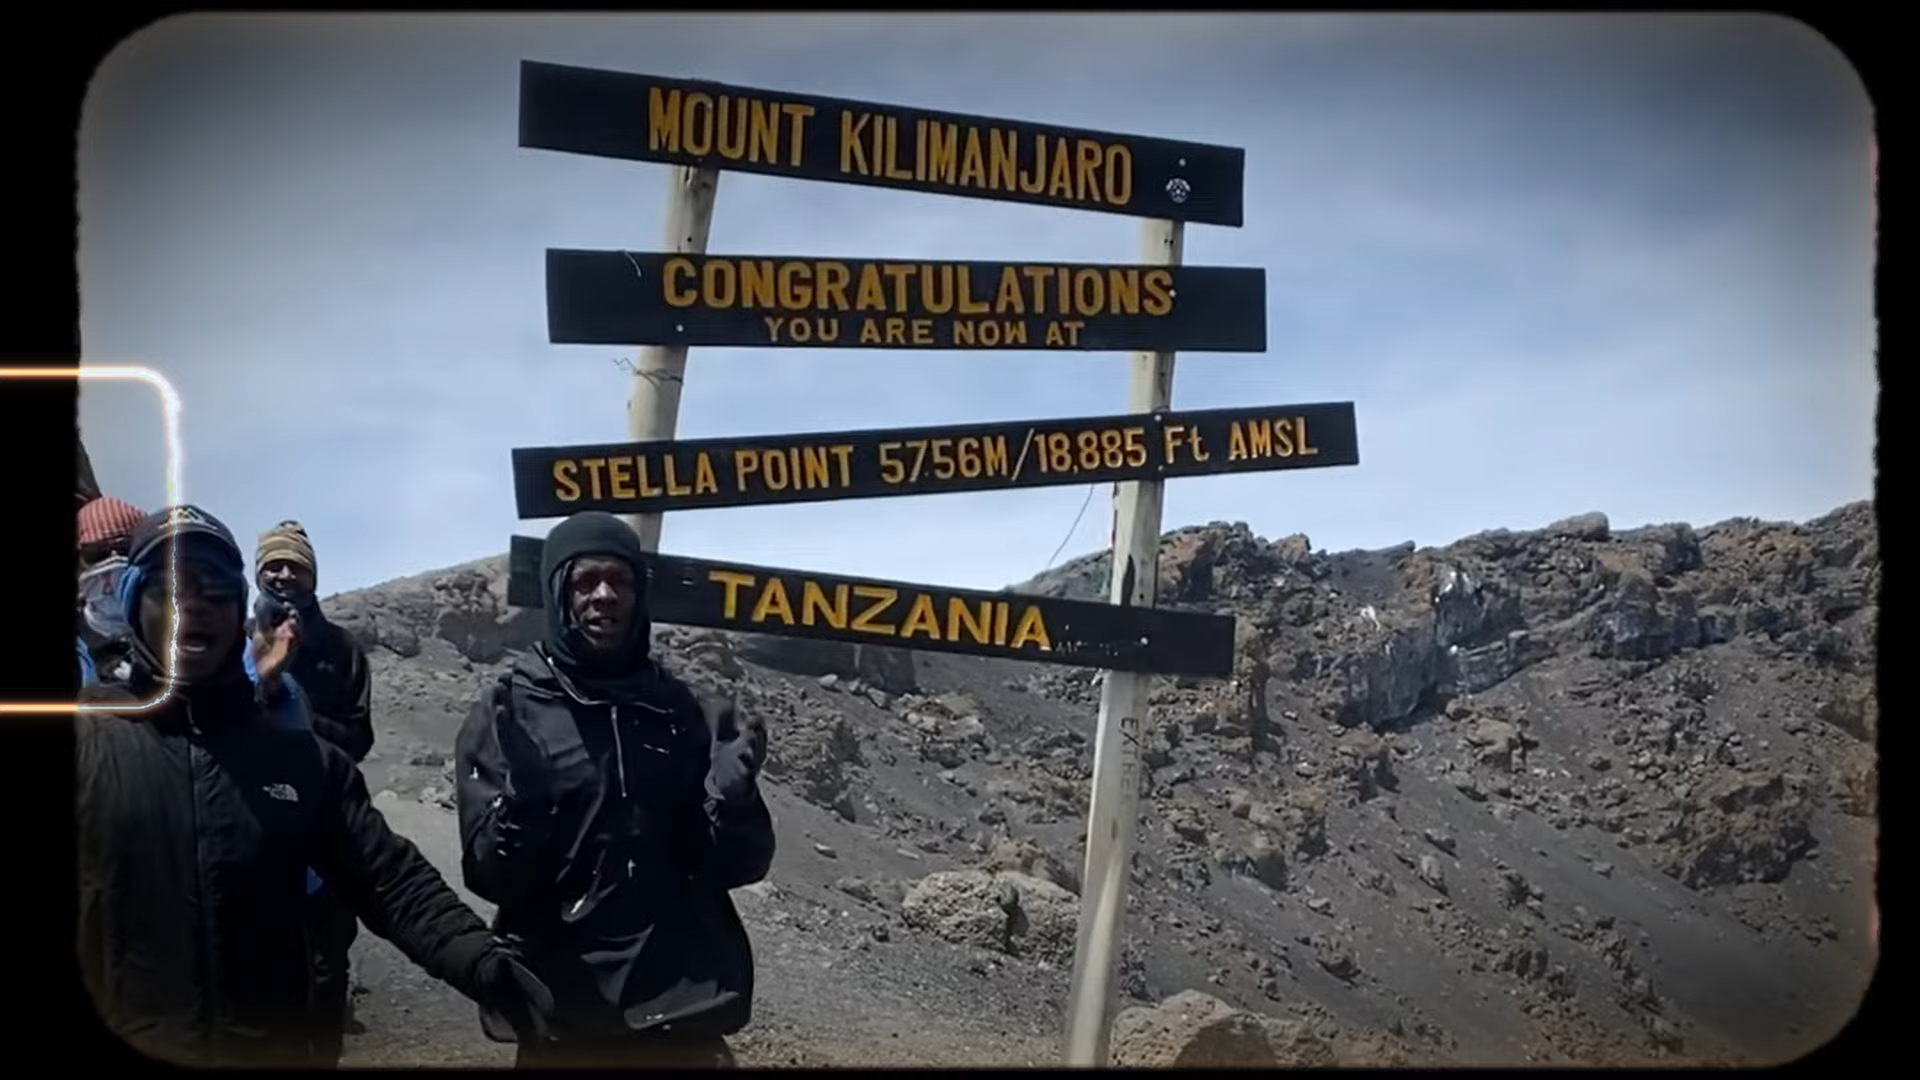 MOUNT KILIMANJARO
CONGRATULATIONS
YOU ARE NOW AT
STELLA POINT 5756M/18,885 Ft AMSL
TANZANIA